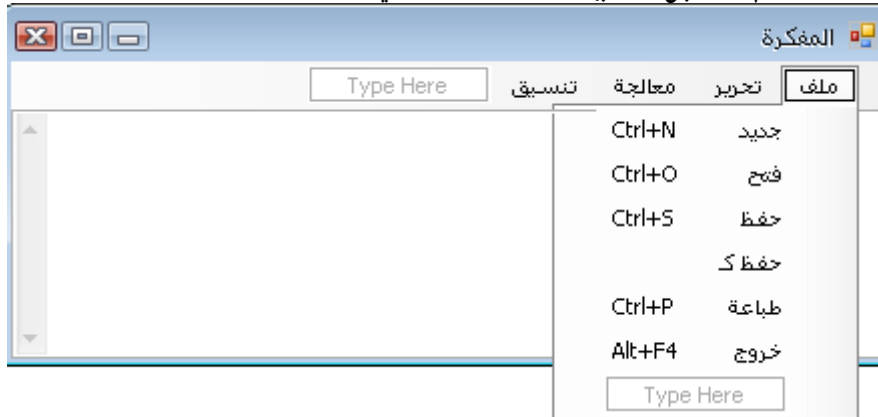 المفكرة
ملف تحرير معالجة تنسيق Type Here
جديد Ctrl+N
فتح Ctrl+O
حفظ Ctrl+S
حفظ كـ
طباعة Ctrl+P
خروج Alt+F4
Type Here